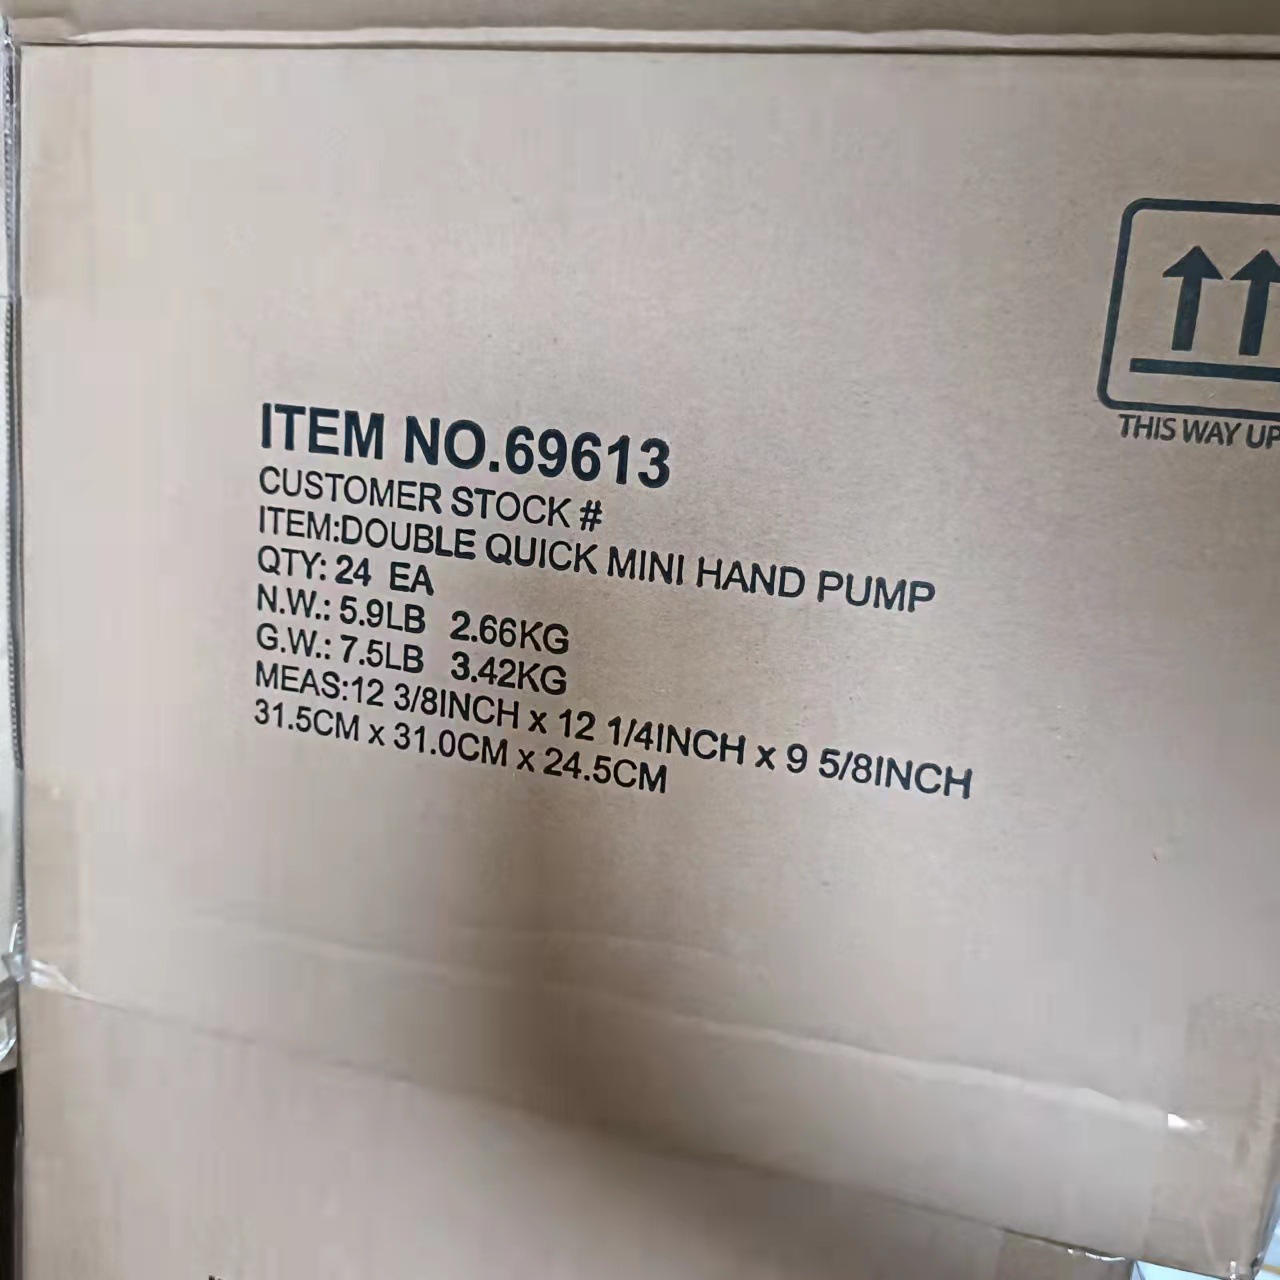 ITEM NO.69613
CUSTOMER STOCK #
ITEM:DOUBLE QUICK MINI HAND PUMP
QTY: 24 EA
N.W.: 5.9LB 2.66KG
G.W.: 7.5LB 3.42KG
MEAS:12 3/8INCH x 12 1/4INCH x 9 5/8INCH
31.5CM x 31.0CM x 24.5CM
THIS WAY UP